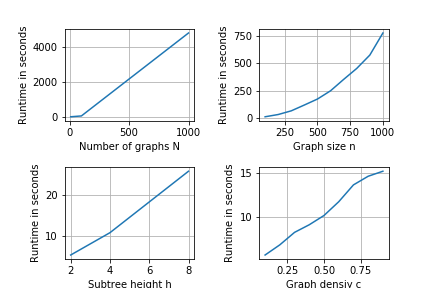 Runtime in seconds
4000
2000
0
0 500 1000
Number of graphs N
Runtime in seconds
750
500
250
0
250 500 750 1000
Graph size n
Runtime in seconds
20
10
2 4 6 8
Subtree height h
Runtime in seconds
15
10
0.25 0.50 0.75
Graph densiy c